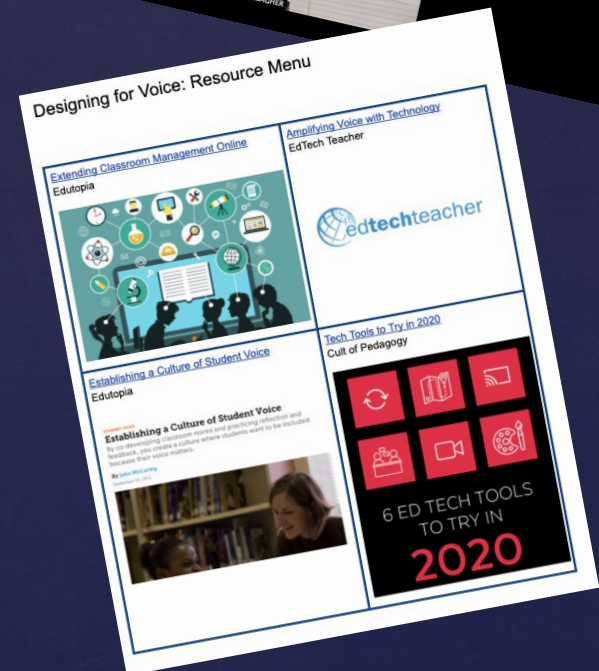 EACHER
Designing for Voice: Resource Menu
Extending Classroom Management Online
Edutopia
Amplifying Voice with Technology
EdTech Teacher
edtechteacher
Establishing a Culture of Student Voice
Edutopia
STUDENT VOICE
Establishing a Culture of Student Voice
By co-developing classroom norms and practicing reflection and
feedback, you create a culture where students want to be included
because their voice matters.
By John McCarthy
Tech Tools to Try in 2020
Cult of Pedagogy
6 ED TECH TOOLS
TO TRY IN
2020